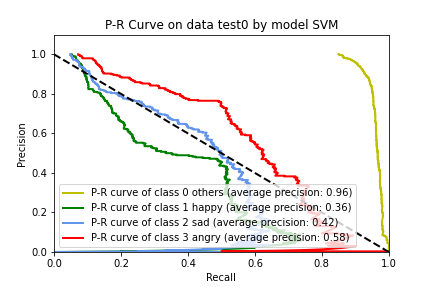 P-R Curve on data test0 by model SVM
1.0
0.8
0.6
0.4
0.2
0.0
Precision
P-R curve of class 0 others (average precision: 0.96)
P-R curve of class 1 happy (average precision: 0.36)
P-R curve of class 2 sad (average precision: 0.42)
P-R curve of class 3 angry (average precision: 0.58)
0.0 0.2 0.4 0.6 0.8 1.0
Recall